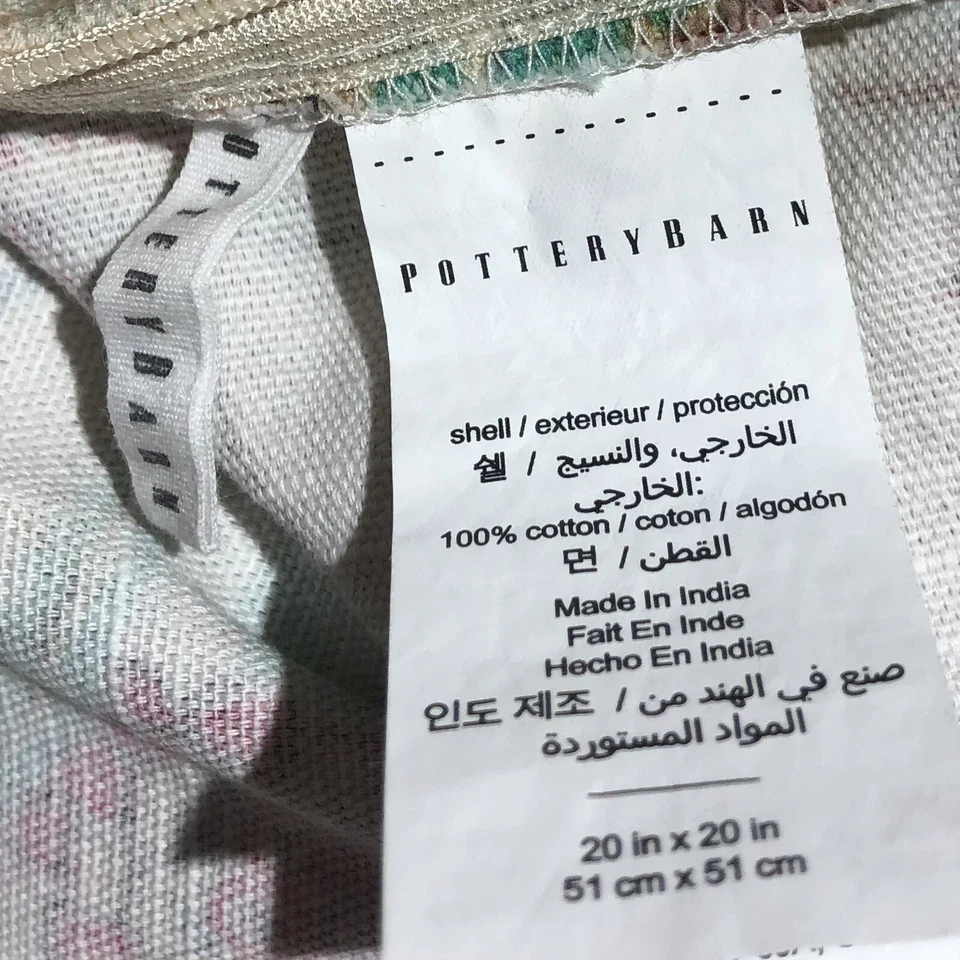 POTTERY BARN
POTTERYBARN
shell / exterieur / protección
쉘 / الخارجي، والنسيج
الخارجي:
100% cotton / coton / algodón
면 / القطن
Made In India
Fait En Inde
Hecho En India
인도 제조 / صنع في الهند من
المواد المستوردة
20 in x 20 in
51 cm x 51 cm